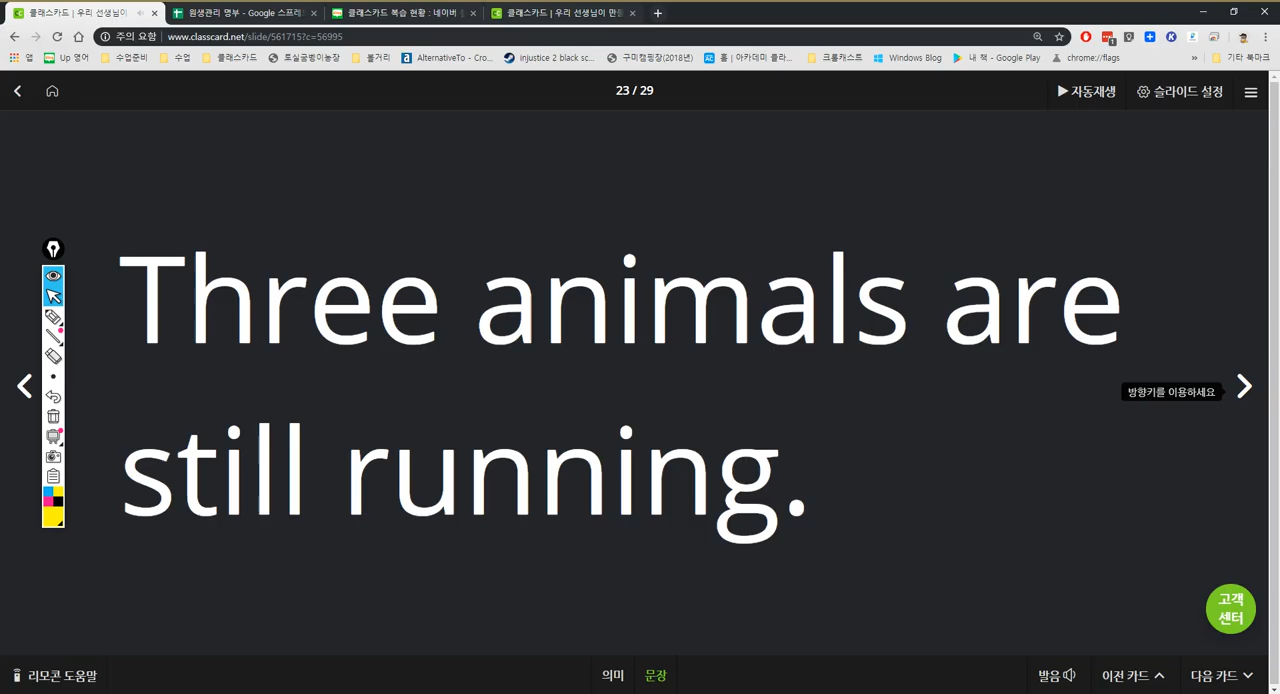 클래스카드 | 우리 선생님이
원생관리 명부 - Google 스프레
클래스카드 복습 현황 : 네이버
클래스카드 | 우리 선생님이 만든
주의 요함 | www.classcard.net/slide/561715?c=56995
앱 Up 영어 수업준비 수업 클래스카드 토실공벌이농장 볼거리 AlternativeTo - Cro... Injustice 2 black sc... 구미캠핑장(2018년) 홈 | 아카데미 플라... 크롬캐스트 Windows Blog 내 책 - Google Play chrome://flags » 기타 북마크
23 / 29
자동재생
슬라이드 설정
Three animals are
still running.
방향키를 이용하세요
고객
센터
리모콘 도움말
의미
문장
발음
이전 카드
다음 카드